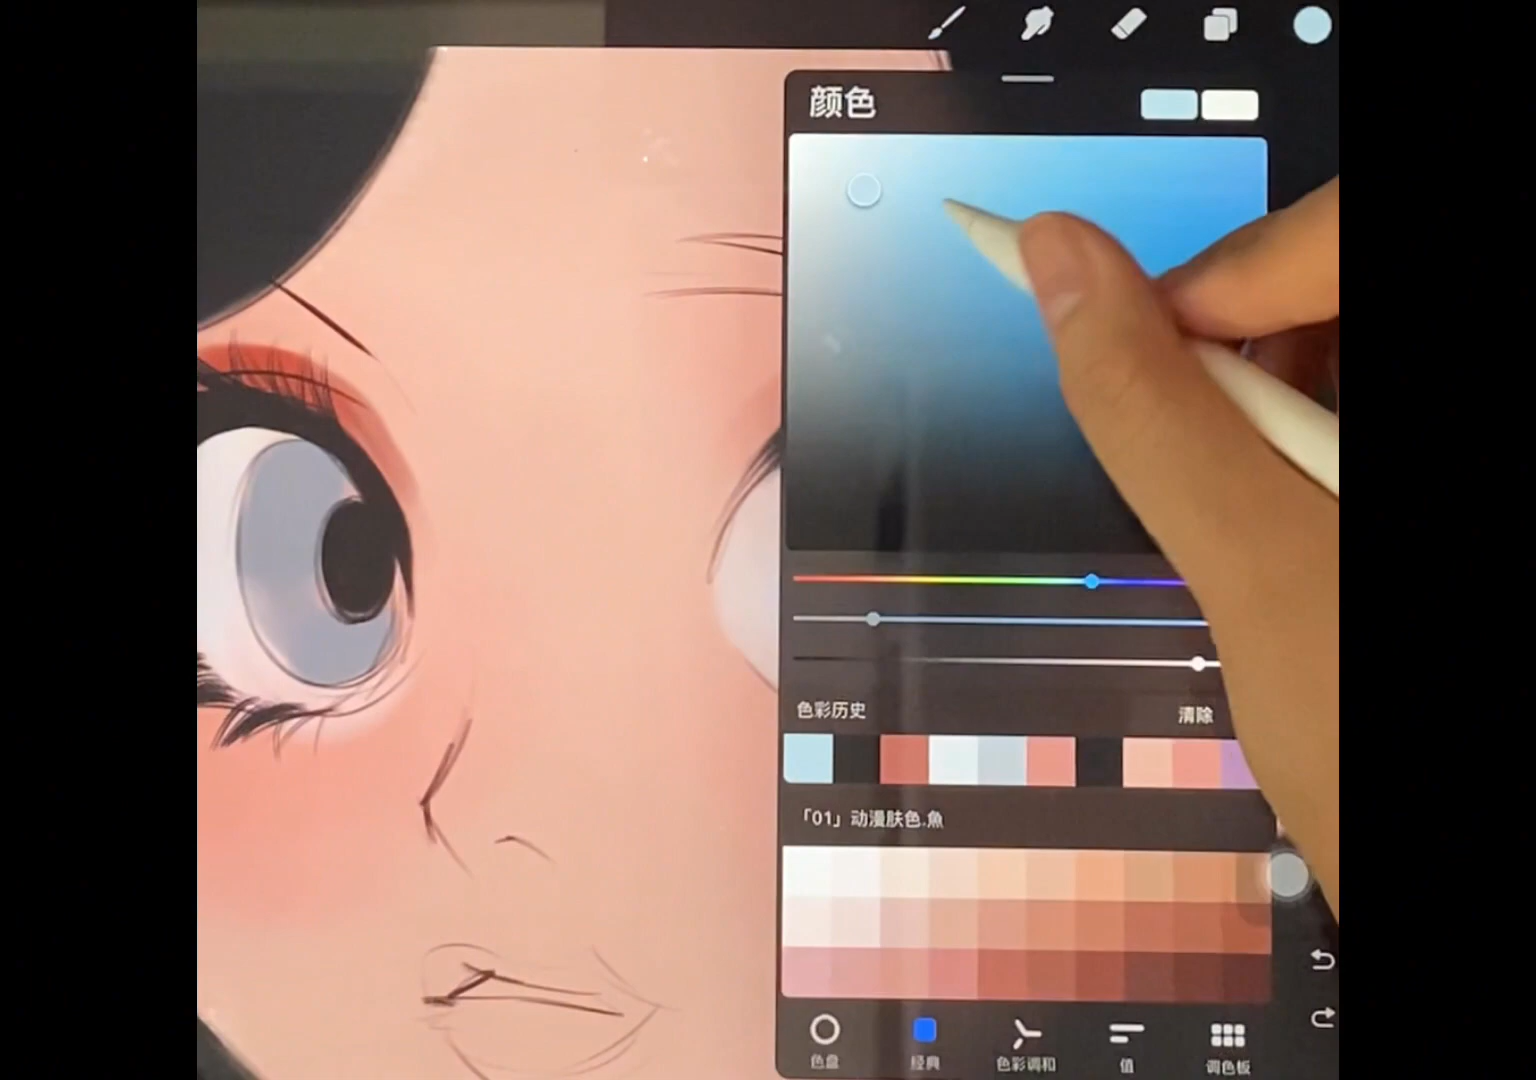 颜色
色彩历史
清除
「01」动漫肤色.魚
色盘
经典
色彩调和
值
调色板